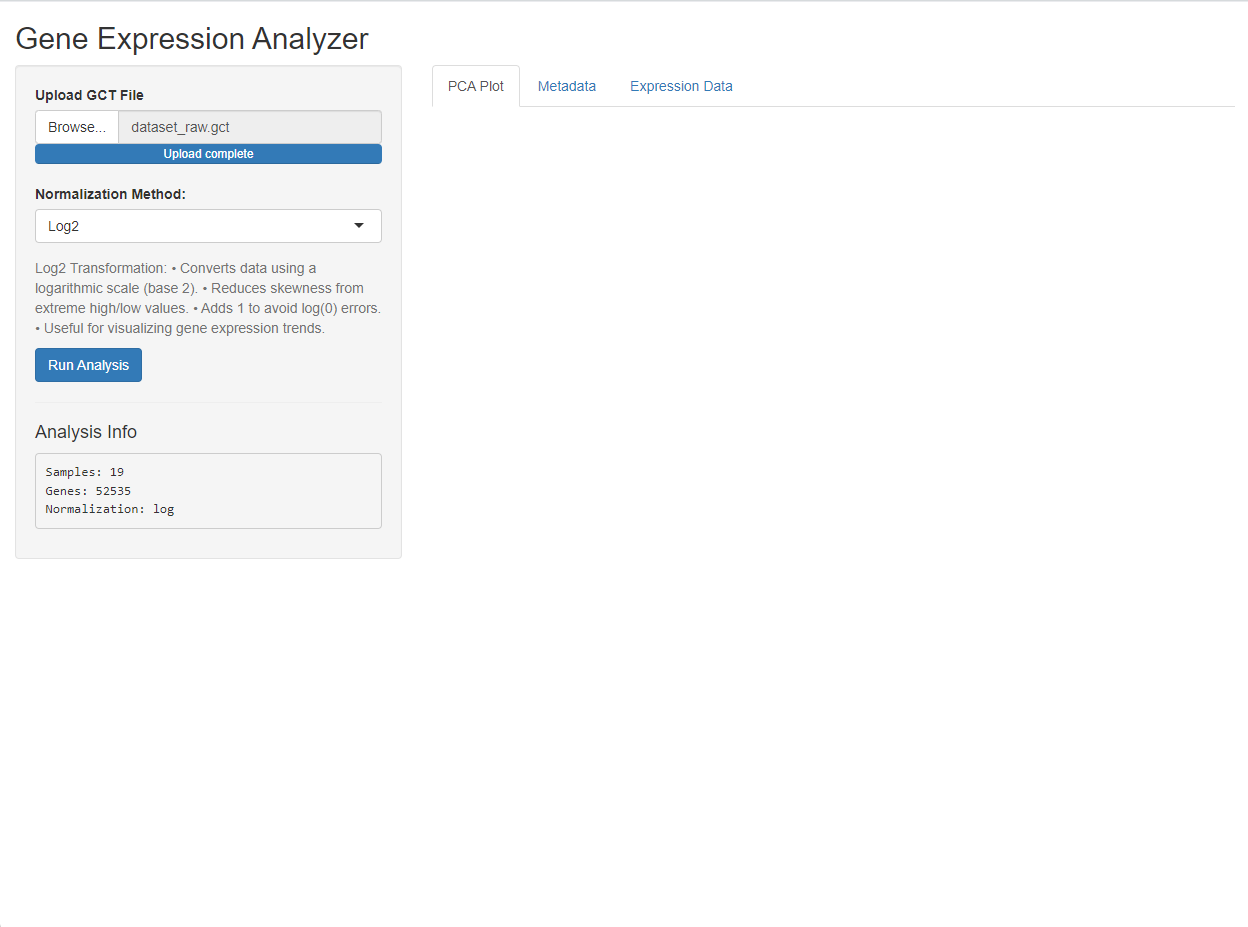 Gene Expression Analyzer
Upload GCT File
Browse... dataset_raw.gct
Upload complete
Normalization Method:
Log2
Log2 Transformation: • Converts data using a
logarithmic scale (base 2). • Reduces skewness from
extreme high/low values. • Adds 1 to avoid log(0) errors.
• Useful for visualizing gene expression trends.
Run Analysis
Analysis Info
Samples: 19
Genes: 52535
Normalization: log
PCA Plot Metadata Expression Data